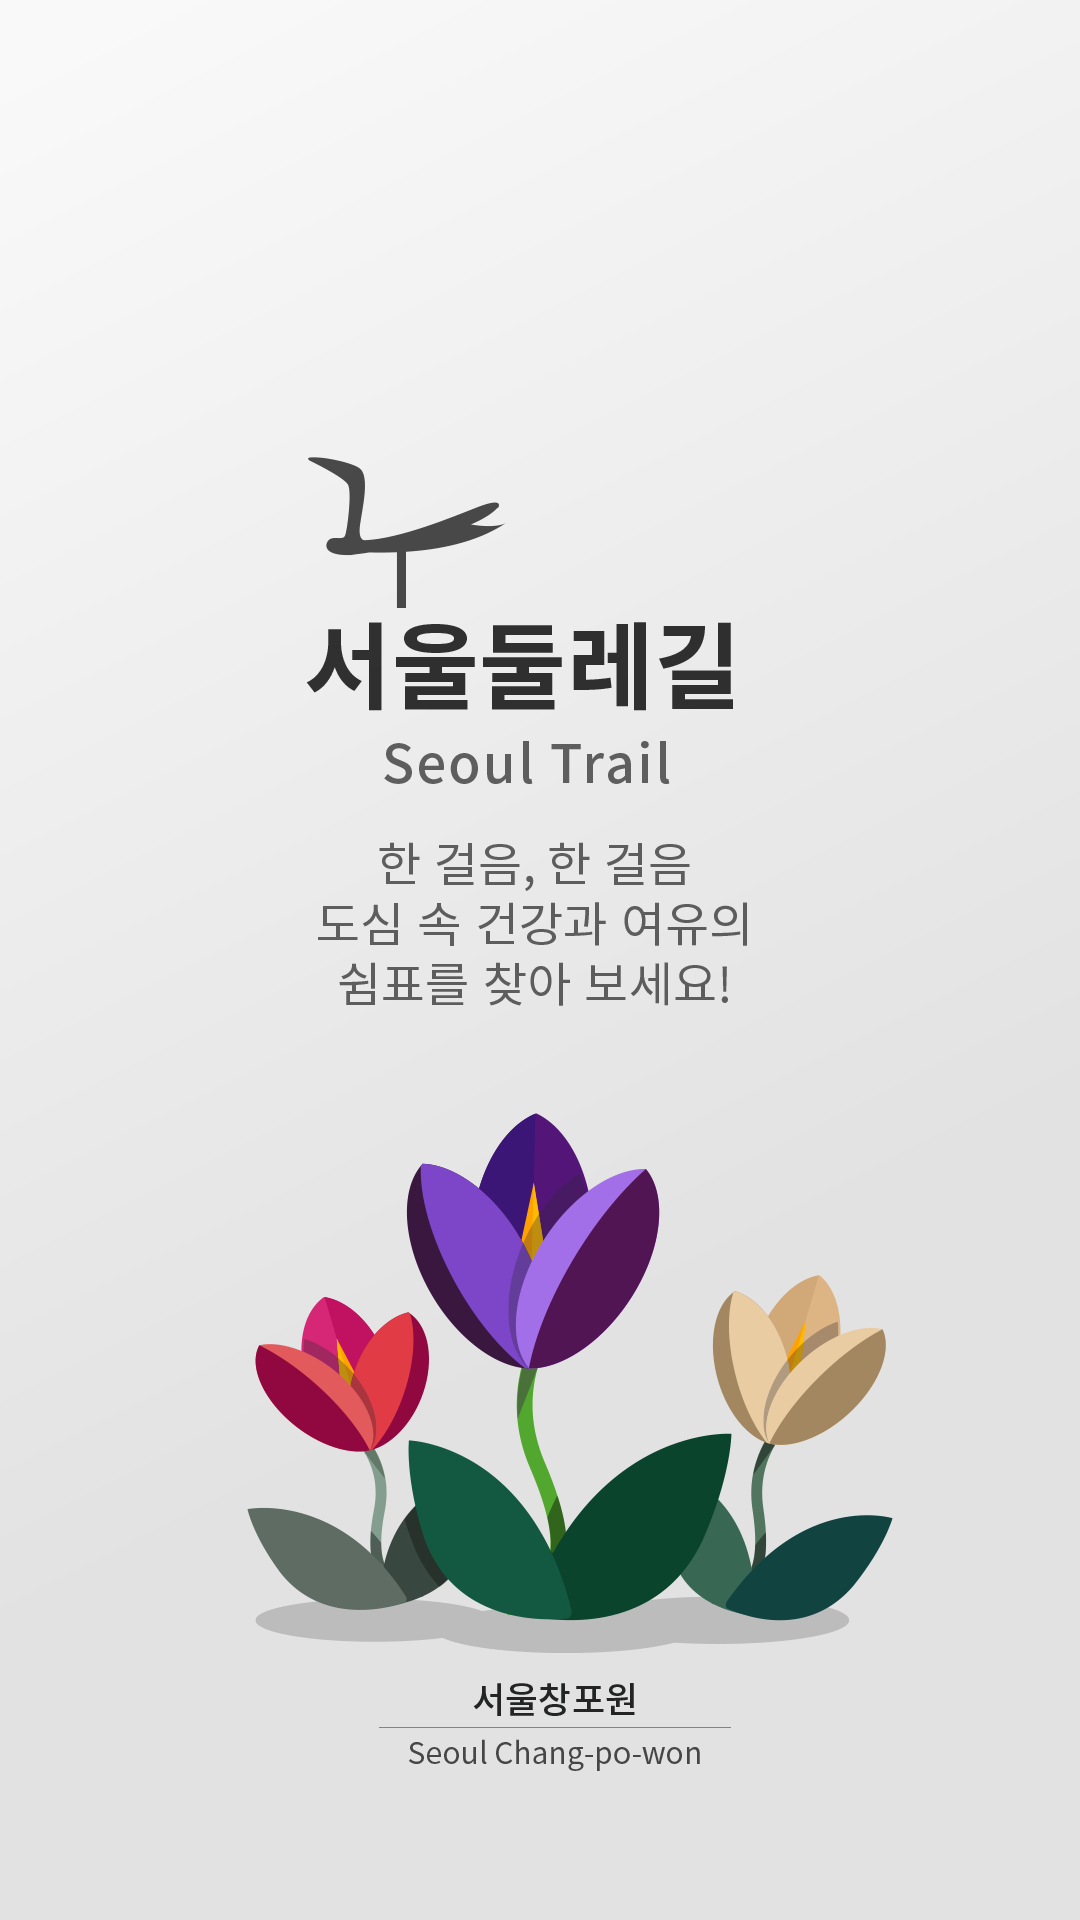 서울둘레길
Seoul Trail
한 걸음, 한 걸음
도심 속 건강과 여유의
쉼표를 찾아 보세요!
서울창포원
Seoul Chang-po-won